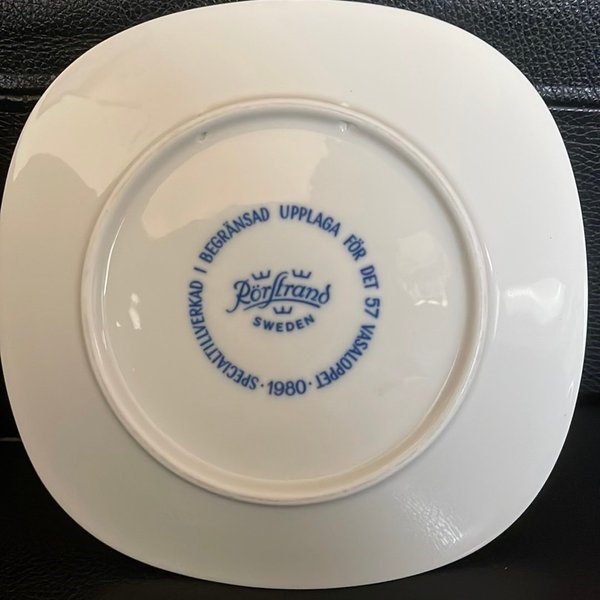 SPECIALTILLVERKAD I BEGRÄNSAD UPPLAGA FÖR DET 57 VASALOPPET
· 1980 ·
Rörstrand
SWEDEN